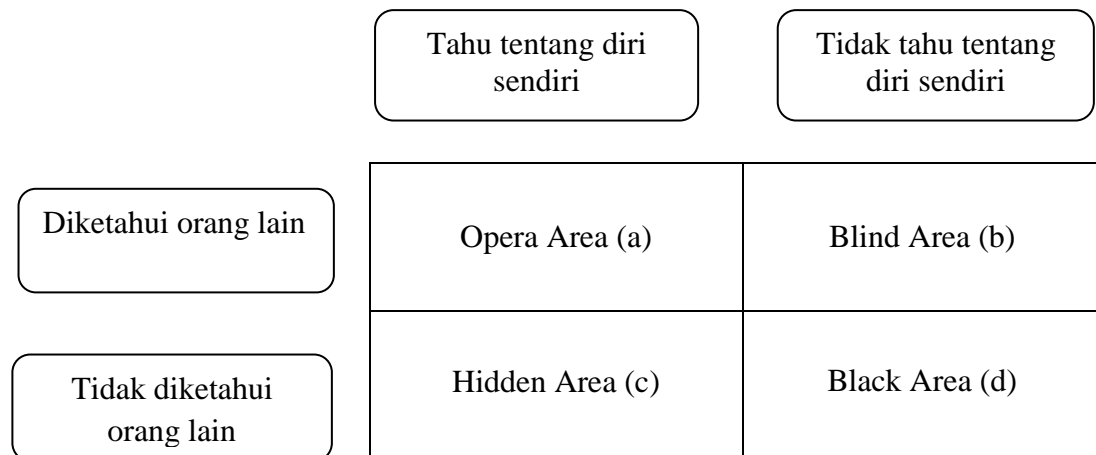 Tahu tentang diri
sendiri
Tidak tahu tentang
diri sendiri
Diketahui orang lain
Opera Area (a)
Blind Area (b)
Tidak diketahui
orang lain
Hidden Area (c)
Black Area (d)